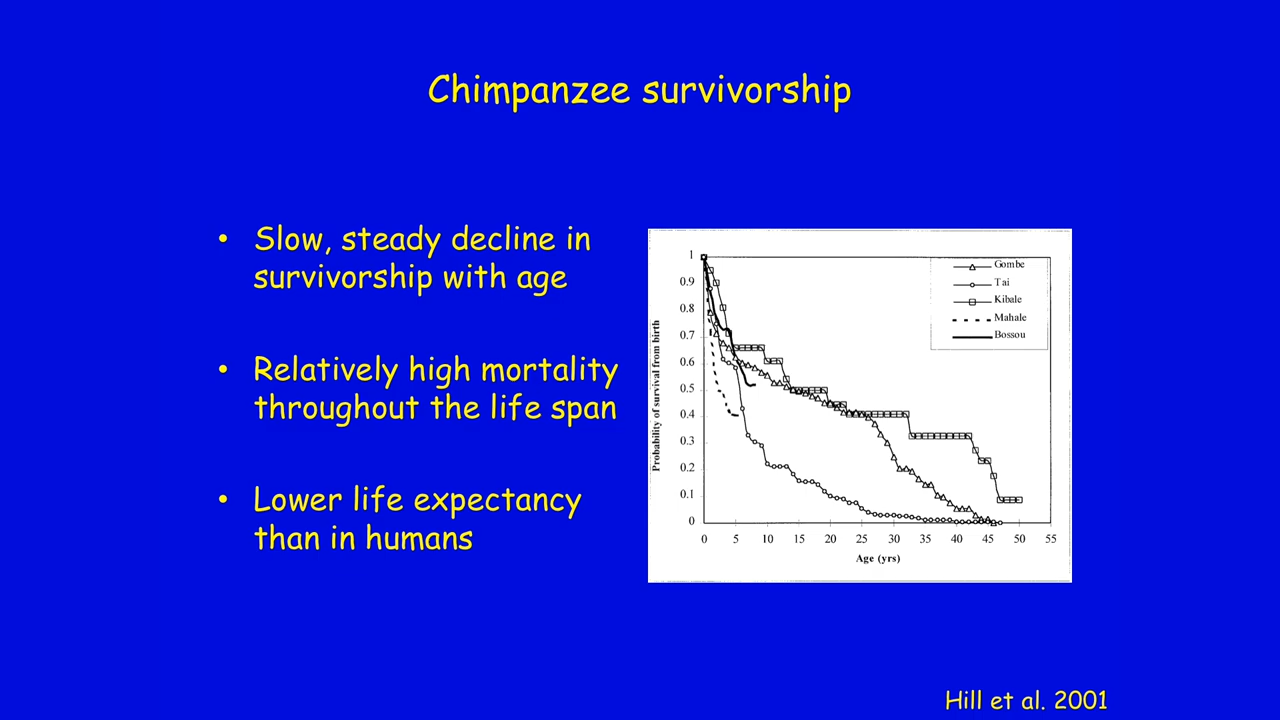 Chimpanzee survivorship
• Slow, steady decline in
survivorship with age
• Relatively high mortality
throughout the life span
• Lower life expectancy
than in humans
Probability of survival from birth
1
0.9
0.8
0.7
0.6
0.5
0.4
0.3
0.2
0.1
0
0 5 10 15 20 25 30 35 40 45 50 55
Age (yrs)
Gombe
Tai
Kibale
Mahale
Bossou
Hill et al. 2001